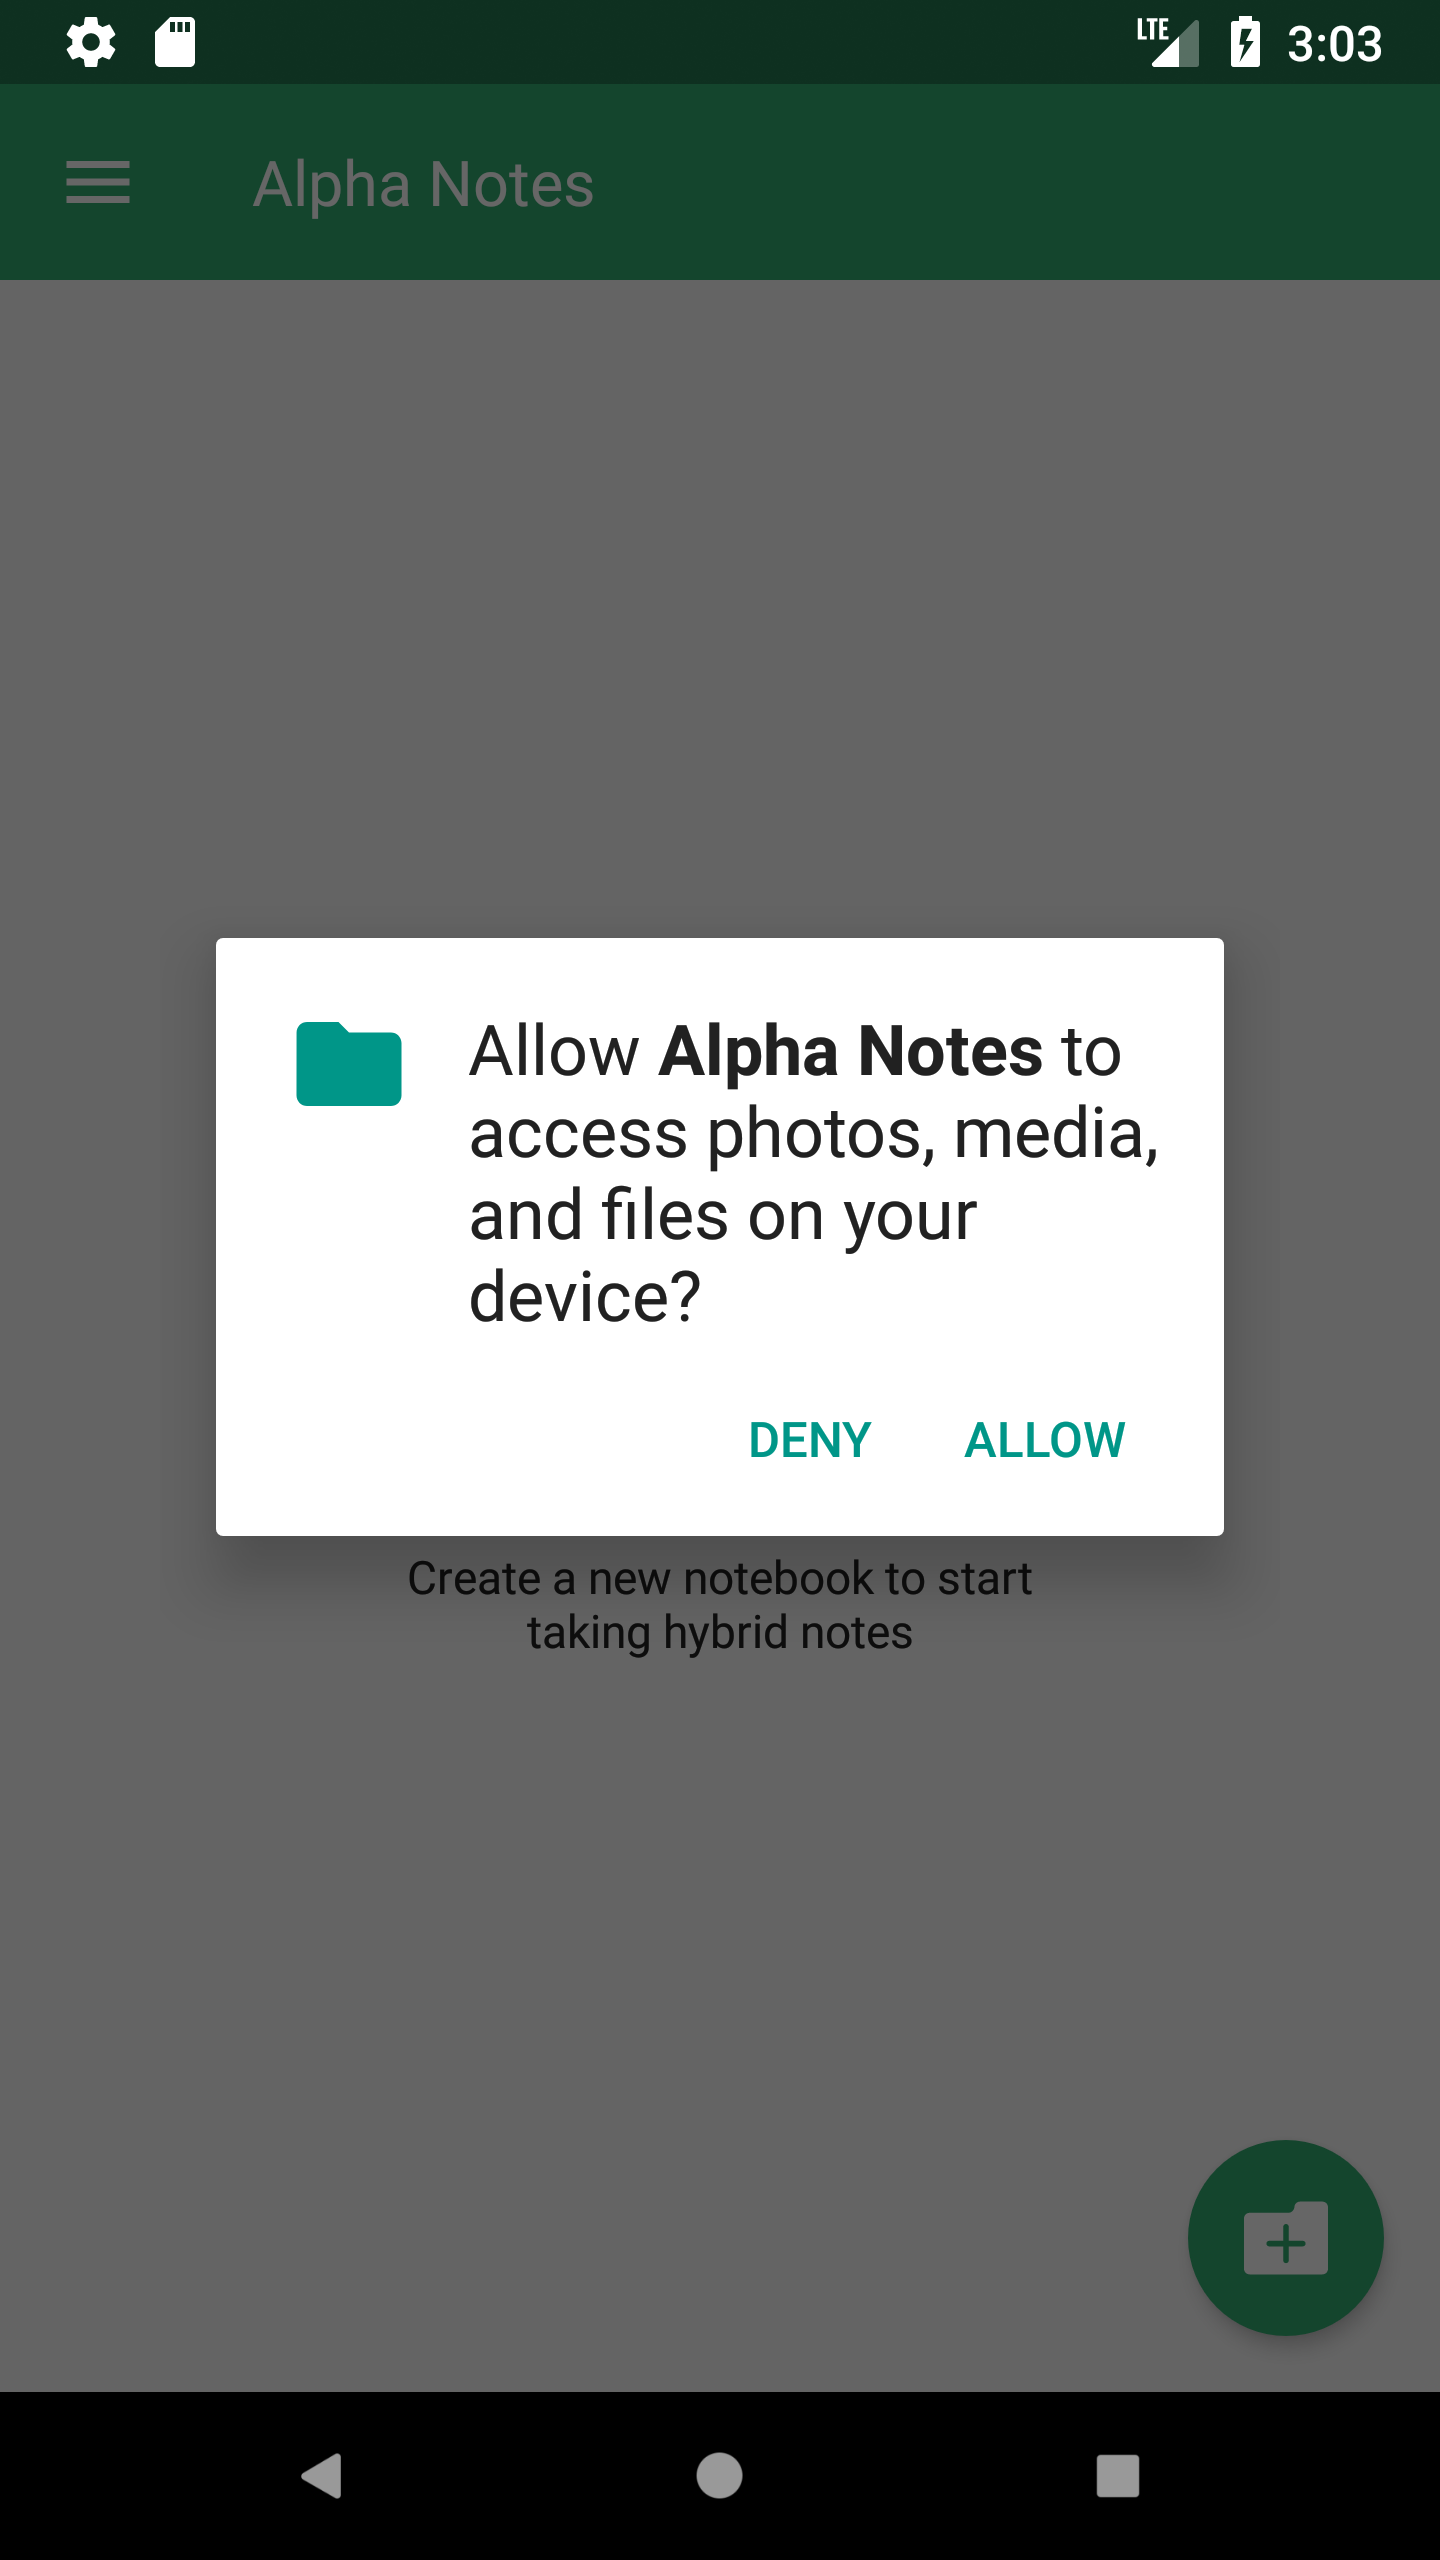 LTE 3:03
Alpha Notes
Allow Alpha Notes to
access photos, media,
and files on your
device?
DENY ALLOW
Create a new notebook to start
taking hybrid notes